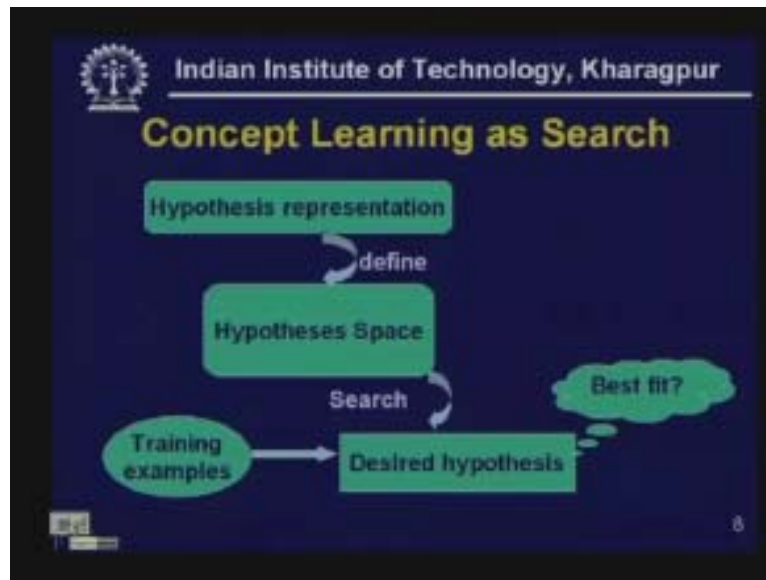 Indian Institute of Technology, Kharagpur
Concept Learning as Search
Hypothesis representation
define
Hypotheses Space
Search
Best fit?
Training
examples
Desired hypothesis